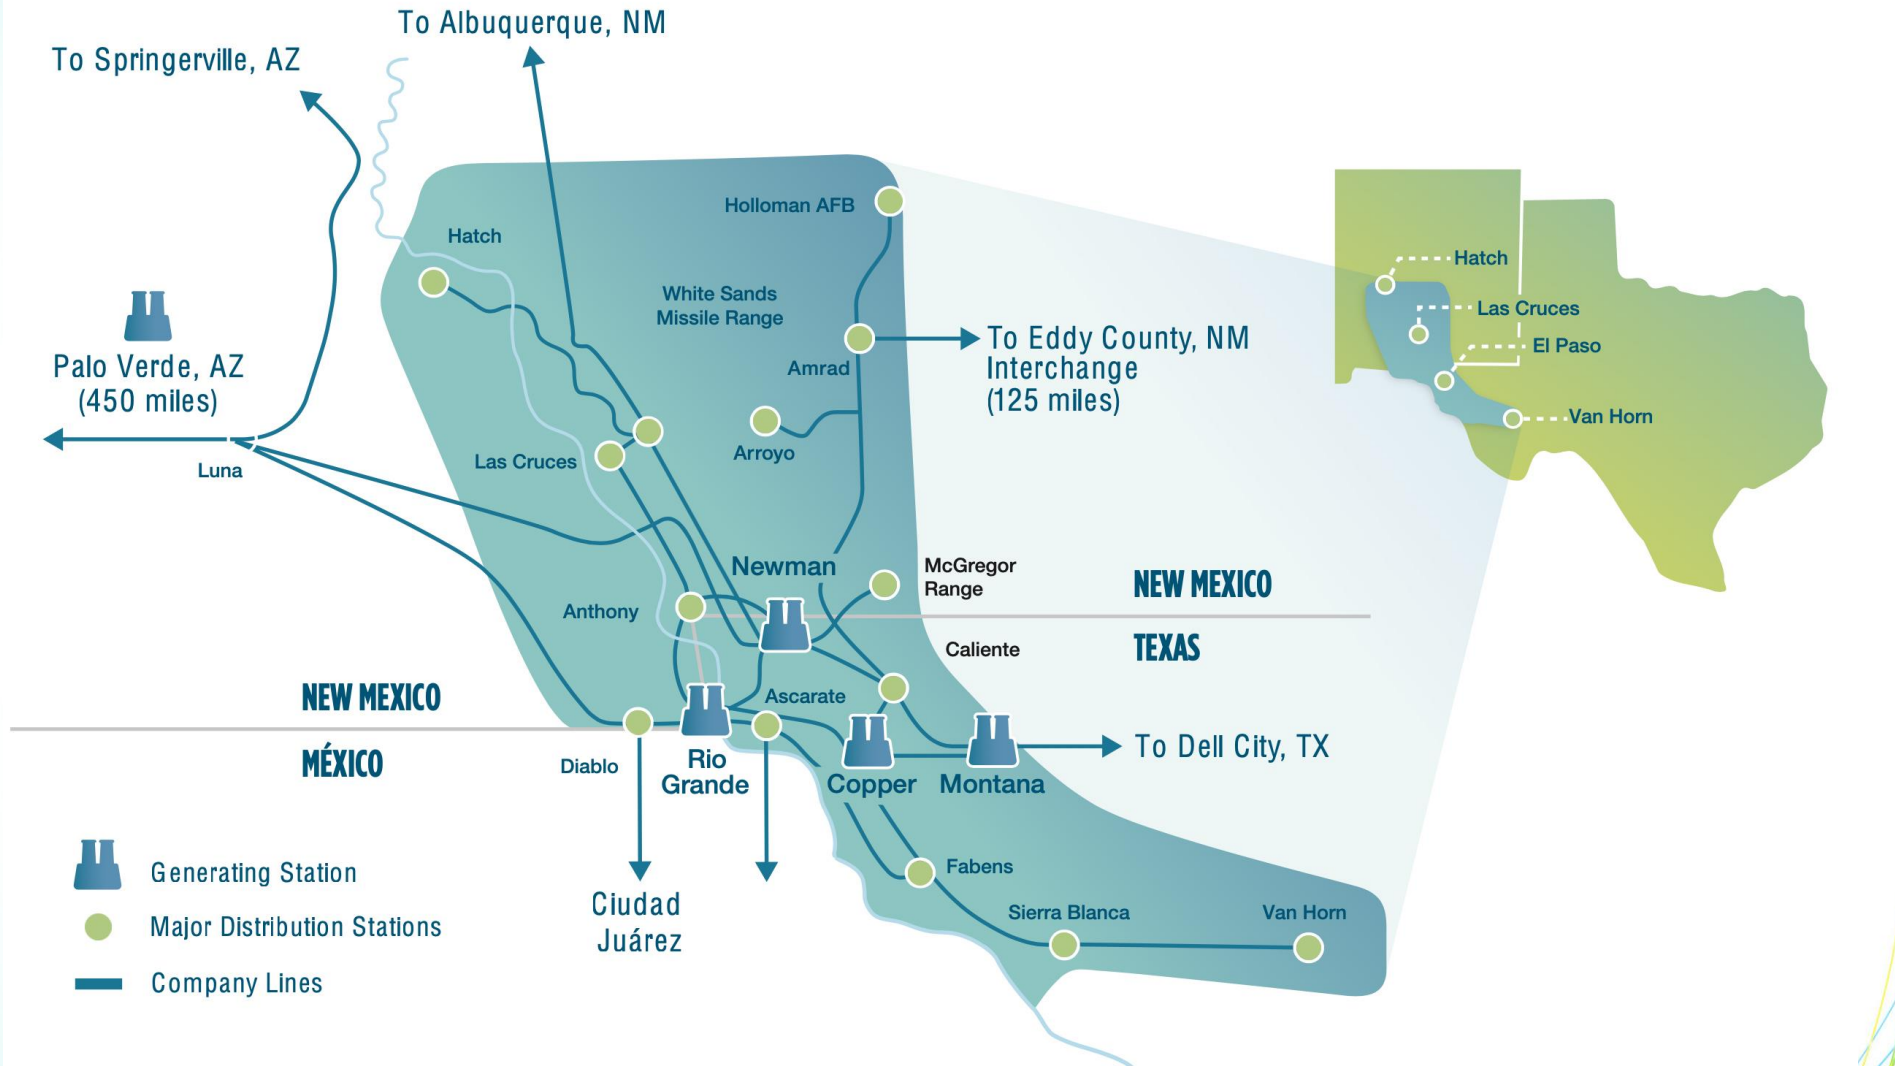 To Albuquerque, NM
To Springerville, AZ
Holloman AFB
Hatch
White Sands
Missile Range
Palo Verde, AZ
(450 miles)
Amrad
To Eddy County, NM
Interchange
(125 miles)
Luna
Las Cruces
Arroyo
Newman
McGregor
Range
NEW MEXICO
TEXAS
Anthony
Caliente
NEW MEXICO
MÉXICO
Ascarate
Diablo
Rio
Grande
Copper
Montana
To Dell City, TX
Ciudad
Juárez
Fabens
Sierra Blanca
Van Horn
Generating Station
Major Distribution Stations
Company Lines
Hatch
Las Cruces
El Paso
Van Horn